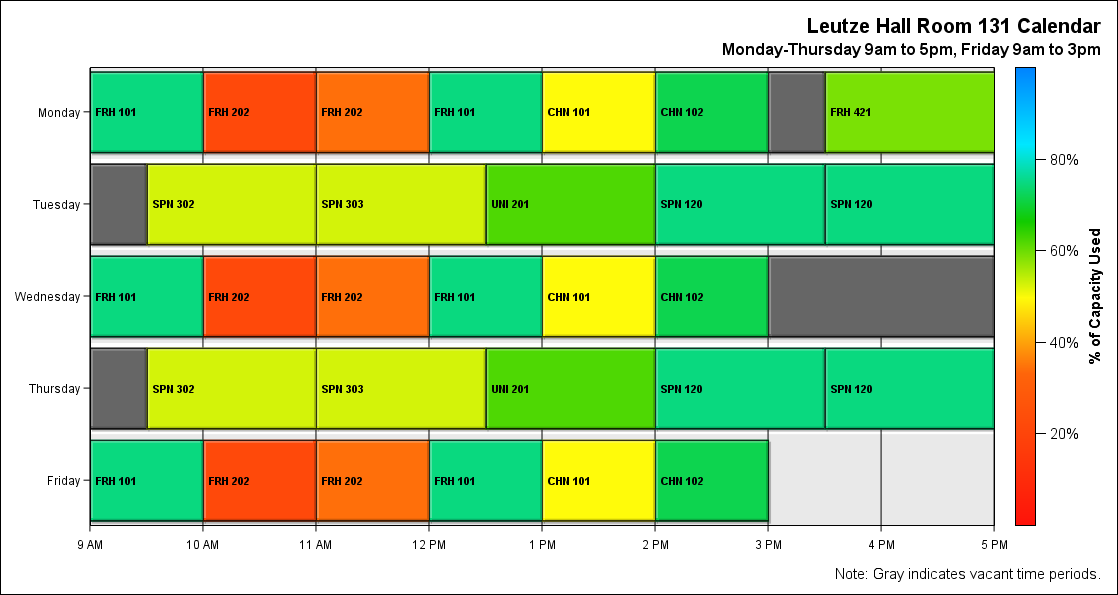 Leutze Hall Room 131 Calendar
Monday-Thursday 9am to 5pm, Friday 9am to 3pm
Monday FRH 101 FRH 202 FRH 202 FRH 101 CHN 101 CHN 102 FRH 421
Tuesday SPN 302 SPN 303 UNI 201 SPN 120 SPN 120
Wednesday FRH 101 FRH 202 FRH 202 FRH 101 CHN 101 CHN 102
Thursday SPN 302 SPN 303 UNI 201 SPN 120 SPN 120
Friday FRH 101 FRH 202 FRH 202 FRH 101 CHN 101 CHN 102
9 AM 10 AM 11 AM 12 PM 1 PM 2 PM 3 PM 4 PM 5 PM
80%
60%
40%
20%
% of Capacity Used
Note: Gray indicates vacant time periods.